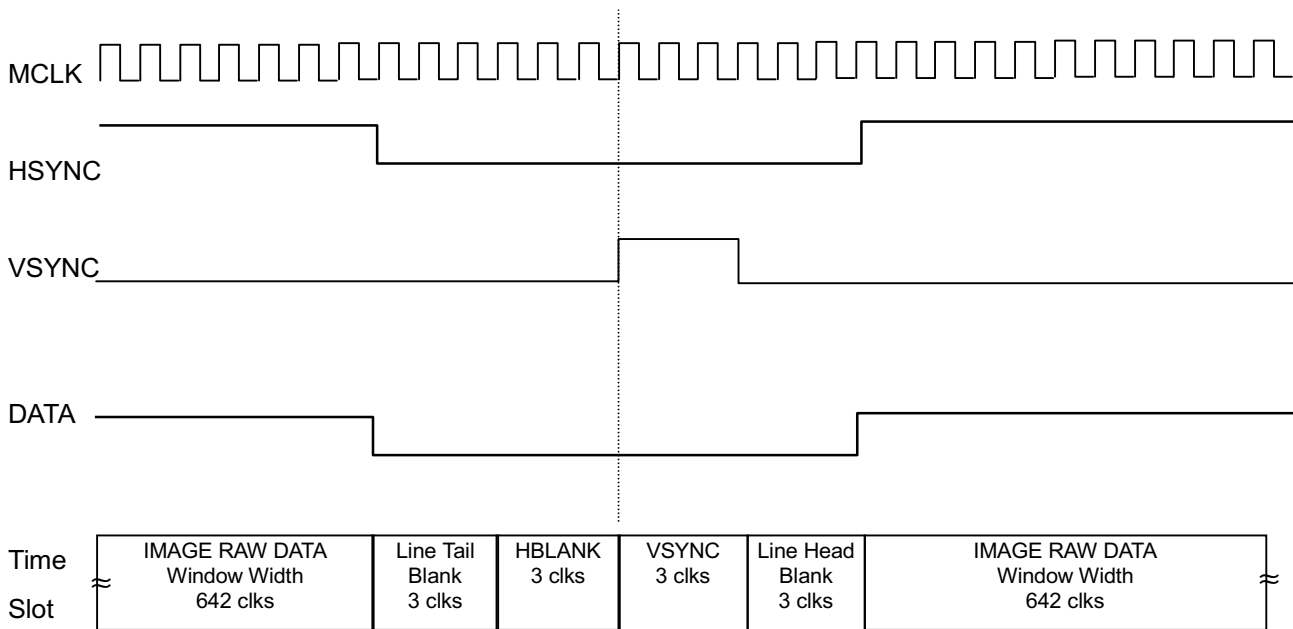 MCLK
HSYNC
VSYNC
DATA
Time
Slot
IMAGE RAW DATA
Window Width
642 clks
Line Tail
Blank
3 clks
HBLANK
3 clks
VSYNC
3 clks
Line Head
Blank
3 clks
IMAGE RAW DATA
Window Width
642 clks